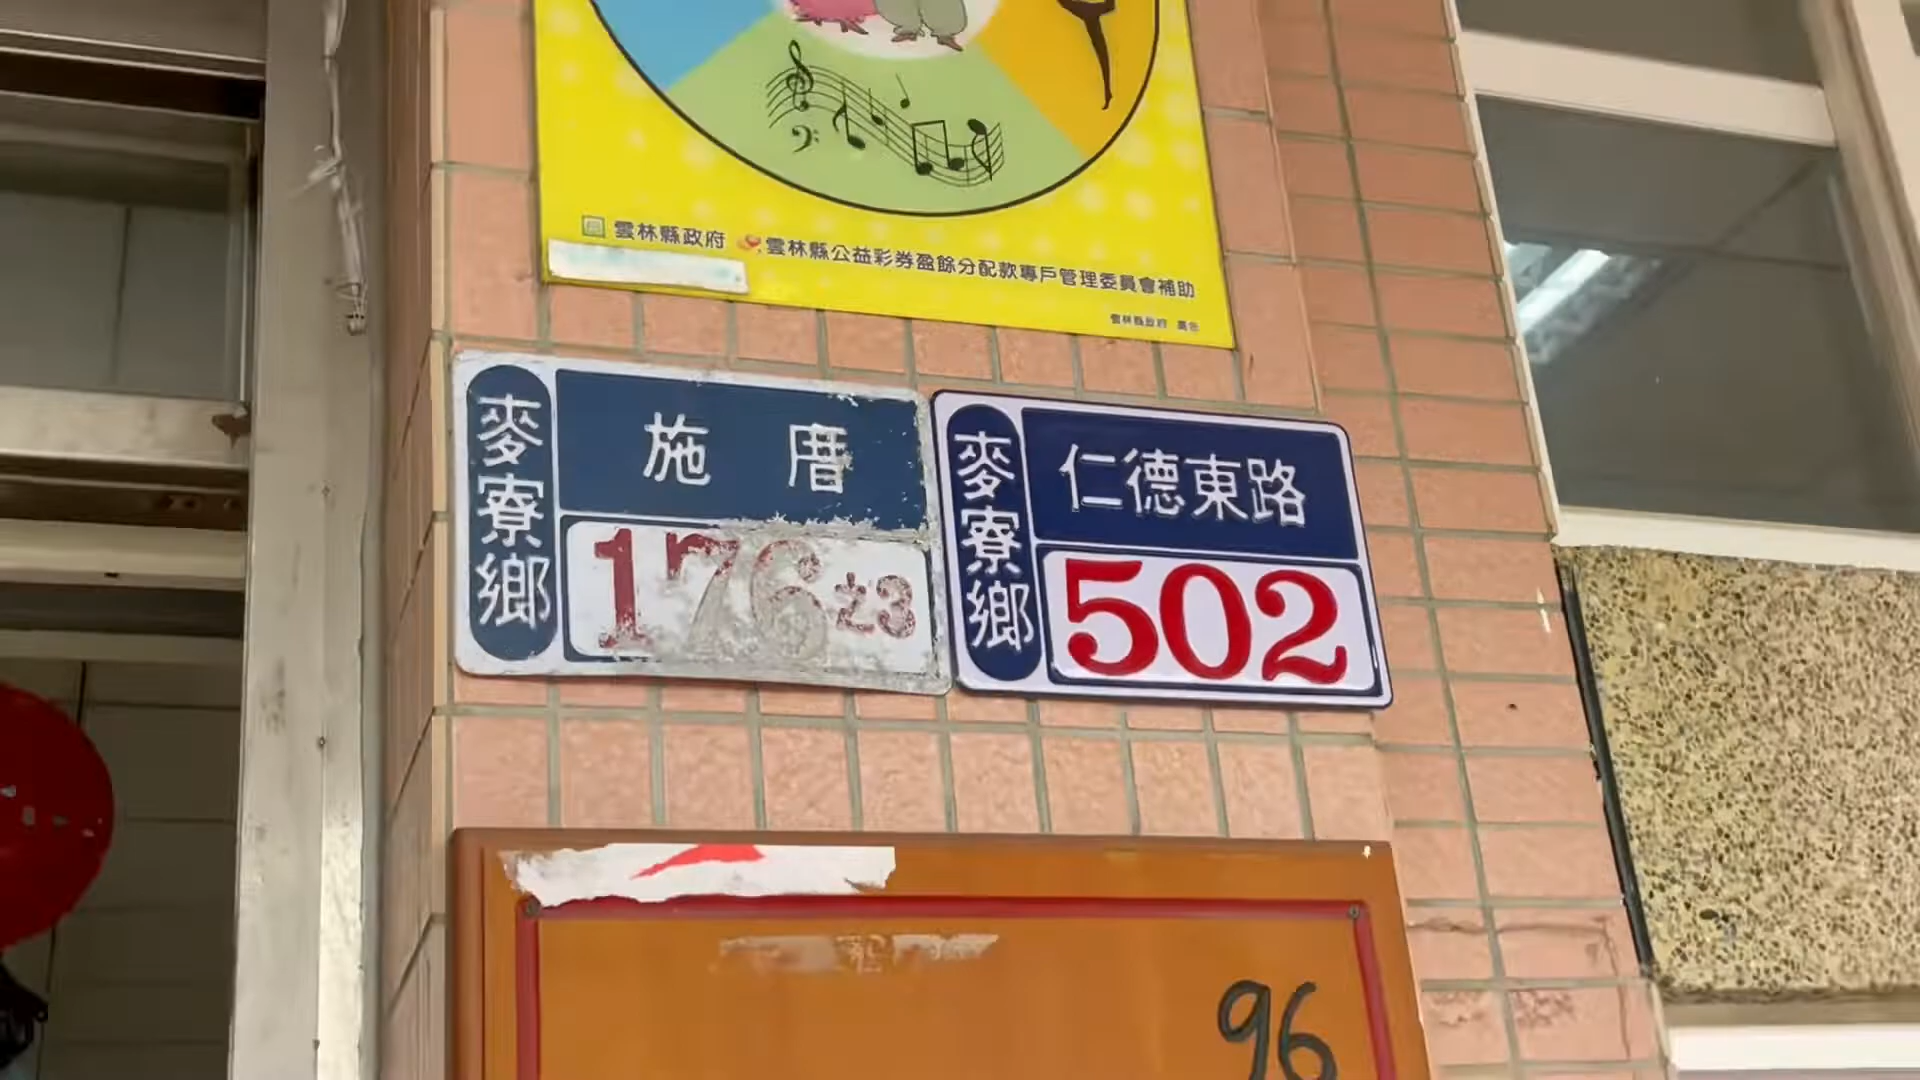 雲林縣政府 雲林縣公益彩券盈餘分配款專戶管理委員會補助
雲林縣政府 廣告
麥寮鄉
施厝
176之3
麥寮鄉
仁德東路
502
96